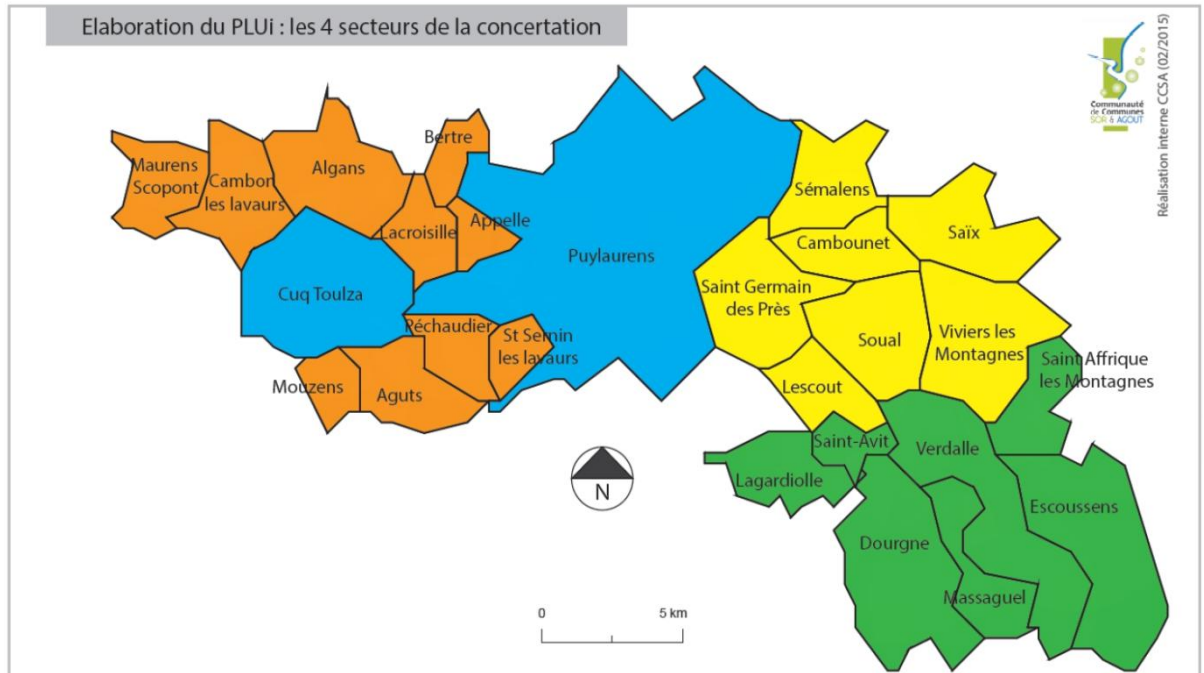 Elaboration du PLUi : les 4 secteurs de la concertation
Communauté
de Communes
SOR & AGOUT
Réalisation interne CCSA (02/2015)
Maurens
Scopont
Cambon
les lavaurs
Algans
Bertre
Lacroisille
Appelle
Cuq Toulza
Puylaurens
Péchaudier
St Sernin
les lavaurs
Mouzens
Aguts
Sémalens
Cambounet
Saïx
Saint Germain
des Près
Soual
Viviers les
Montagnes
Lescout
Saint Affrique
les Montagnes
Saint-Avit
Verdalle
Lagardiolle
Escoussens
Dourgne
Massaguel
N
0 5 km